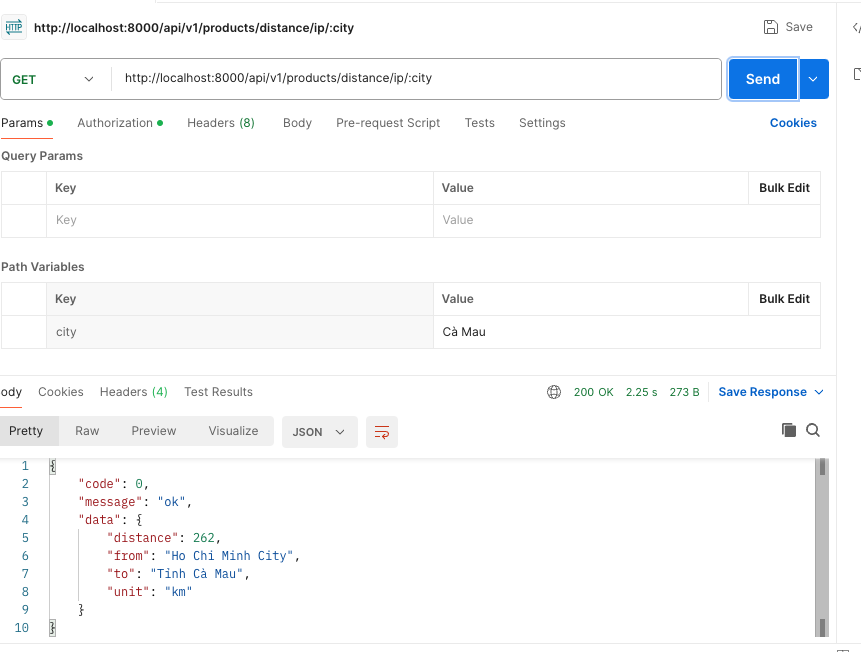 HTTP http://localhost:8000/api/v1/products/distance/ip/:city Save
GET http://localhost:8000/api/v1/products/distance/ip/:city Send
Params Authorization Headers (8) Body Pre-request Script Tests Settings Cookies
Query Params
Key Value Bulk Edit
Key Value
Path Variables
Key Value Bulk Edit
city Cà Mau
ody Cookies Headers (4) Test Results 200 OK 2.25 s 273 B Save Response
Pretty Raw Preview Visualize JSON
1 {
2 "code": 0,
3 "message": "ok",
4 "data": {
5 "distance": 262,
6 "from": "Ho Chi Minh City",
7 "to": "Tỉnh Cà Mau",
8 "unit": "km"
9 }
10 }